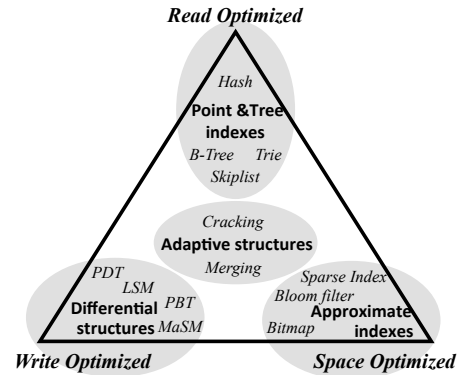 Read Optimized
Hash
Point &Tree
indexes
B-Tree Trie
Skiplist
Cracking
Adaptive structures
Merging
PDT
LSM
PBT
Differential
structures
MaSM
Sparse Index
Bloom filter
Approximate
indexes
Bitmap
Write Optimized
Space Optimized